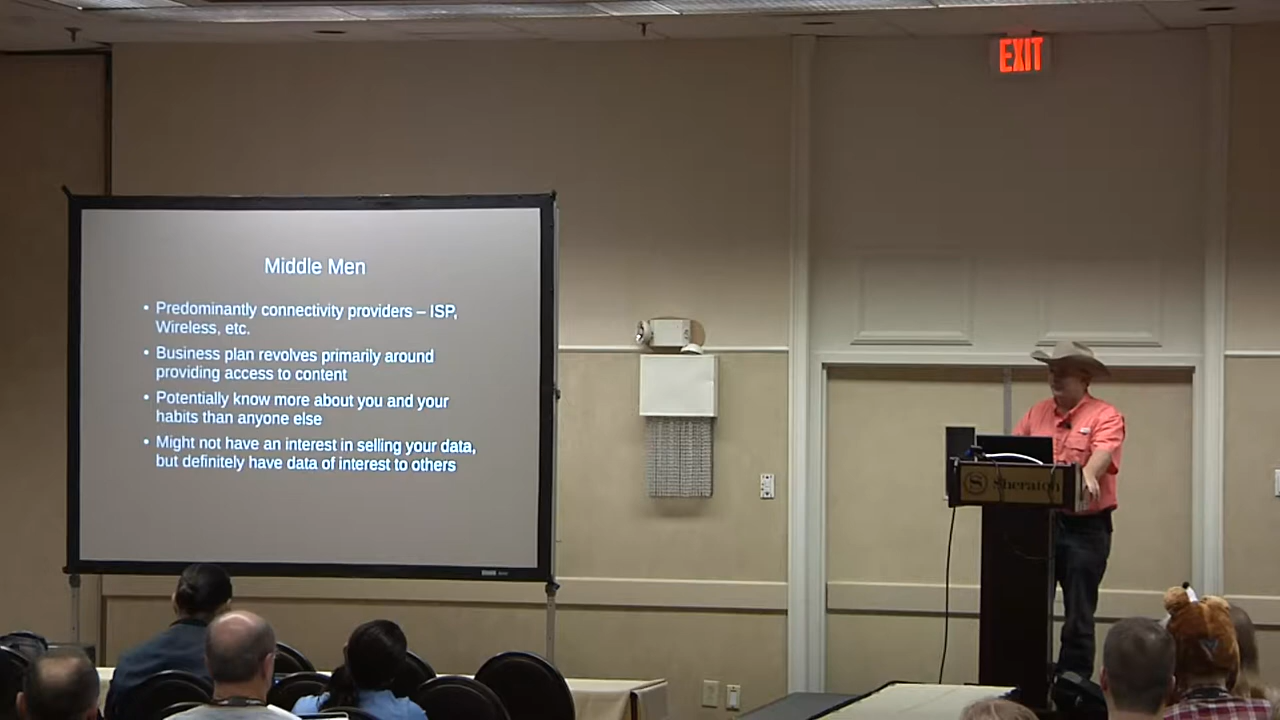 EXIT
Middle Men
• Predominantly connectivity providers – ISP,
Wireless, etc.
• Business plan revolves primarily around
providing access to content
• Potentially know more about you and your
habits than anyone else
• Might not have an interest in selling your data,
but definitely have data of interest to others
Sheraton